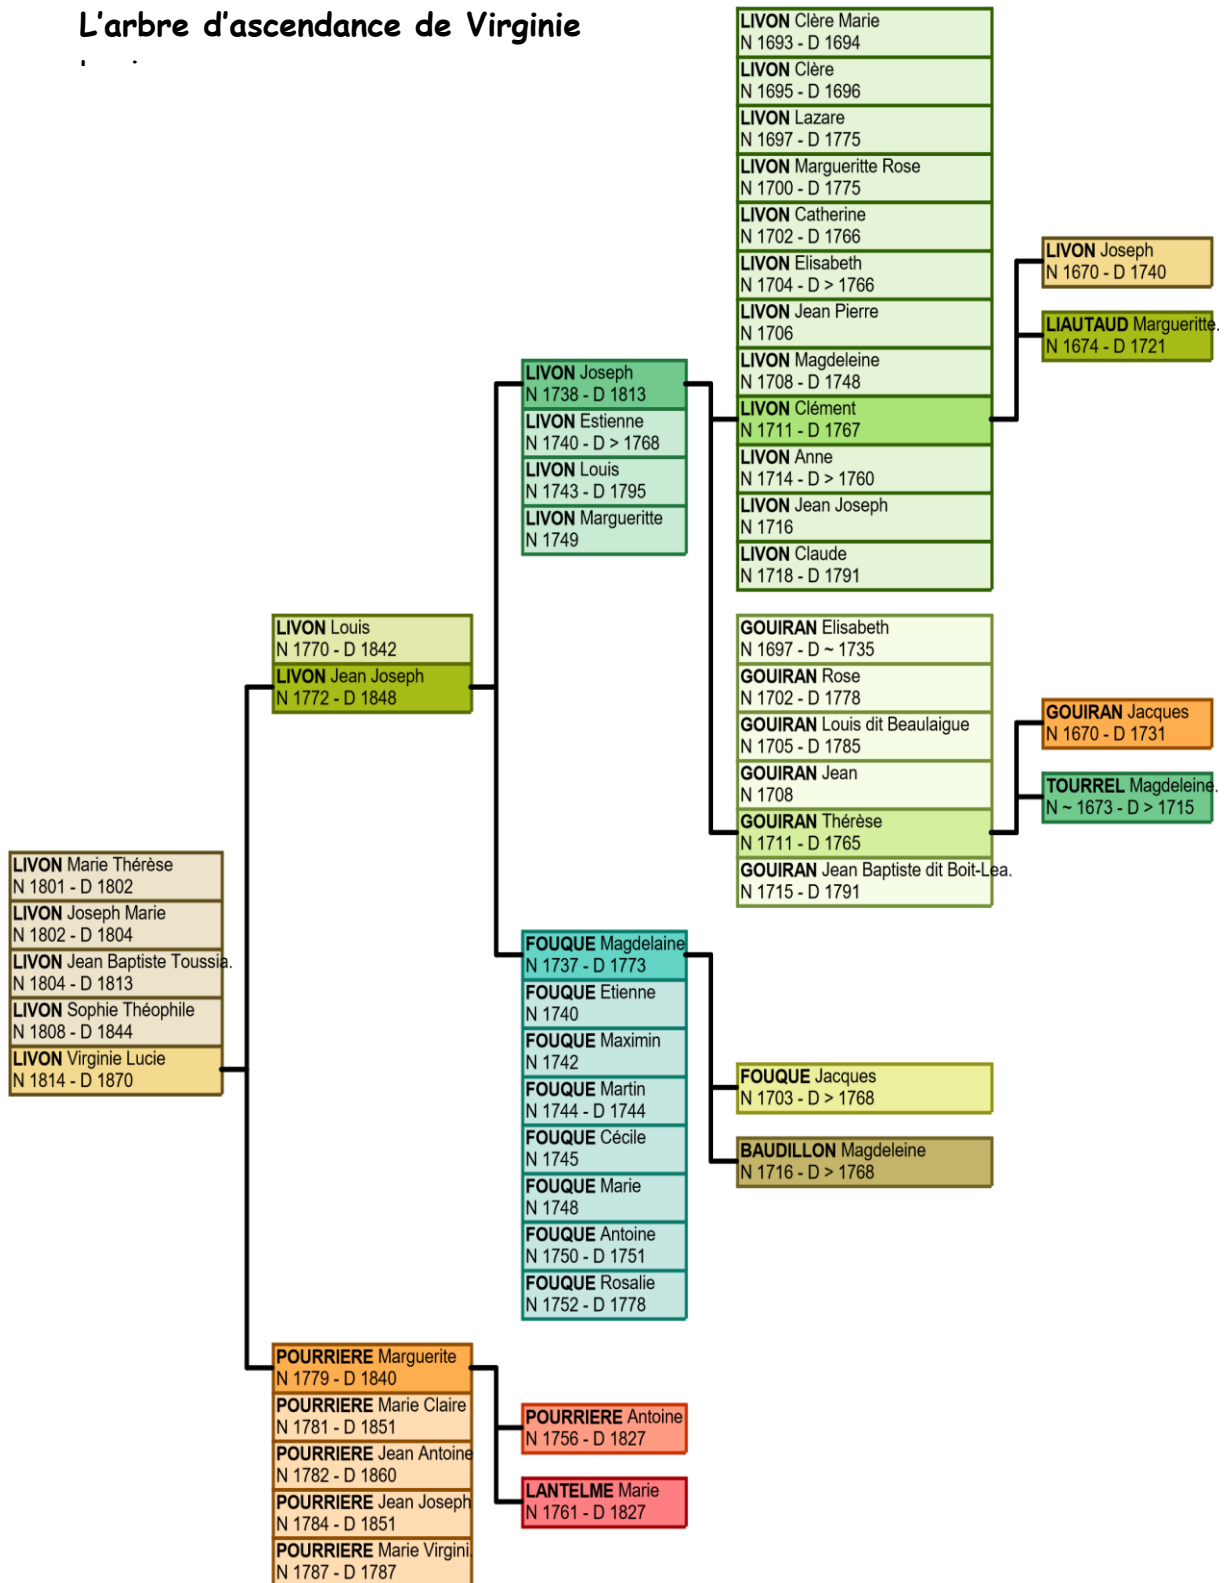 L'arbre d'ascendance de Virginie
LIVON Clère Marie
N 1693 - D 1694
LIVON Clère
N 1695 - D 1696
LIVON Lazare
N 1697 - D 1775
LIVON Margueritte Rose
N 1700 - D 1775
LIVON Catherine
N 1702 - D 1766
LIVON Elisabeth
N 1704 - D > 1766
LIVON Jean Pierre
N 1706
LIVON Magdeleine
N 1708 - D 1748
LIVON Clément
N 1711 - D 1767
LIVON Anne
N 1714 - D > 1760
LIVON Jean Joseph
N 1716
LIVON Claude
N 1718 - D 1791
LIVON Joseph
N 1670 - D 1740
LIAUTAUD Margueritte.
N 1674 - D 1721
LIVON Joseph
N 1738 - D 1813
LIVON Estienne
N 1740 - D > 1768
LIVON Louis
N 1743 - D 1795
LIVON Margueritte
N 1749
LIVON Louis
N 1770 - D 1842
LIVON Jean Joseph
N 1772 - D 1848
GOUIRAN Elisabeth
N 1697 - D ~ 1735
GOUIRAN Rose
N 1702 - D 1778
GOUIRAN Louis dit Beaulaigue
N 1705 - D 1785
GOUIRAN Jean
N 1708
GOUIRAN Thérèse
N 1711 - D 1765
GOUIRAN Jean Baptiste dit Boit-Lea.
N 1715 - D 1791
GOUIRAN Jacques
N 1670 - D 1731
TOURREL Magdeleine.
N ~ 1673 - D > 1715
LIVON Marie Thérèse
N 1801 - D 1802
LIVON Joseph Marie
N 1802 - D 1804
LIVON Jean Baptiste Toussia.
N 1804 - D 1813
LIVON Sophie Théophile
N 1808 - D 1844
LIVON Virginie Lucie
N 1814 - D 1870
FOUQUE Magdelaine
N 1737 - D 1773
FOUQUE Etienne
N 1740
FOUQUE Maximin
N 1742
FOUQUE Martin
N 1744 - D 1744
FOUQUE Cécile
N 1745
FOUQUE Marie
N 1748
FOUQUE Antoine
N 1750 - D 1751
FOUQUE Rosalie
N 1752 - D 1778
FOUQUE Jacques
N 1703 - D > 1768
BAUDILLON Magdeleine
N 1716 - D > 1768
POURRIERE Marguerite
N 1779 - D 1840
POURRIERE Marie Claire
N 1781 - D 1851
POURRIERE Jean Antoine
N 1782 - D 1860
POURRIERE Jean Joseph
N 1784 - D 1851
POURRIERE Marie Virgini.
N 1787 - D 1787
POURRIERE Antoine
N 1756 - D 1827
LANTELME Marie
N 1761 - D 1827